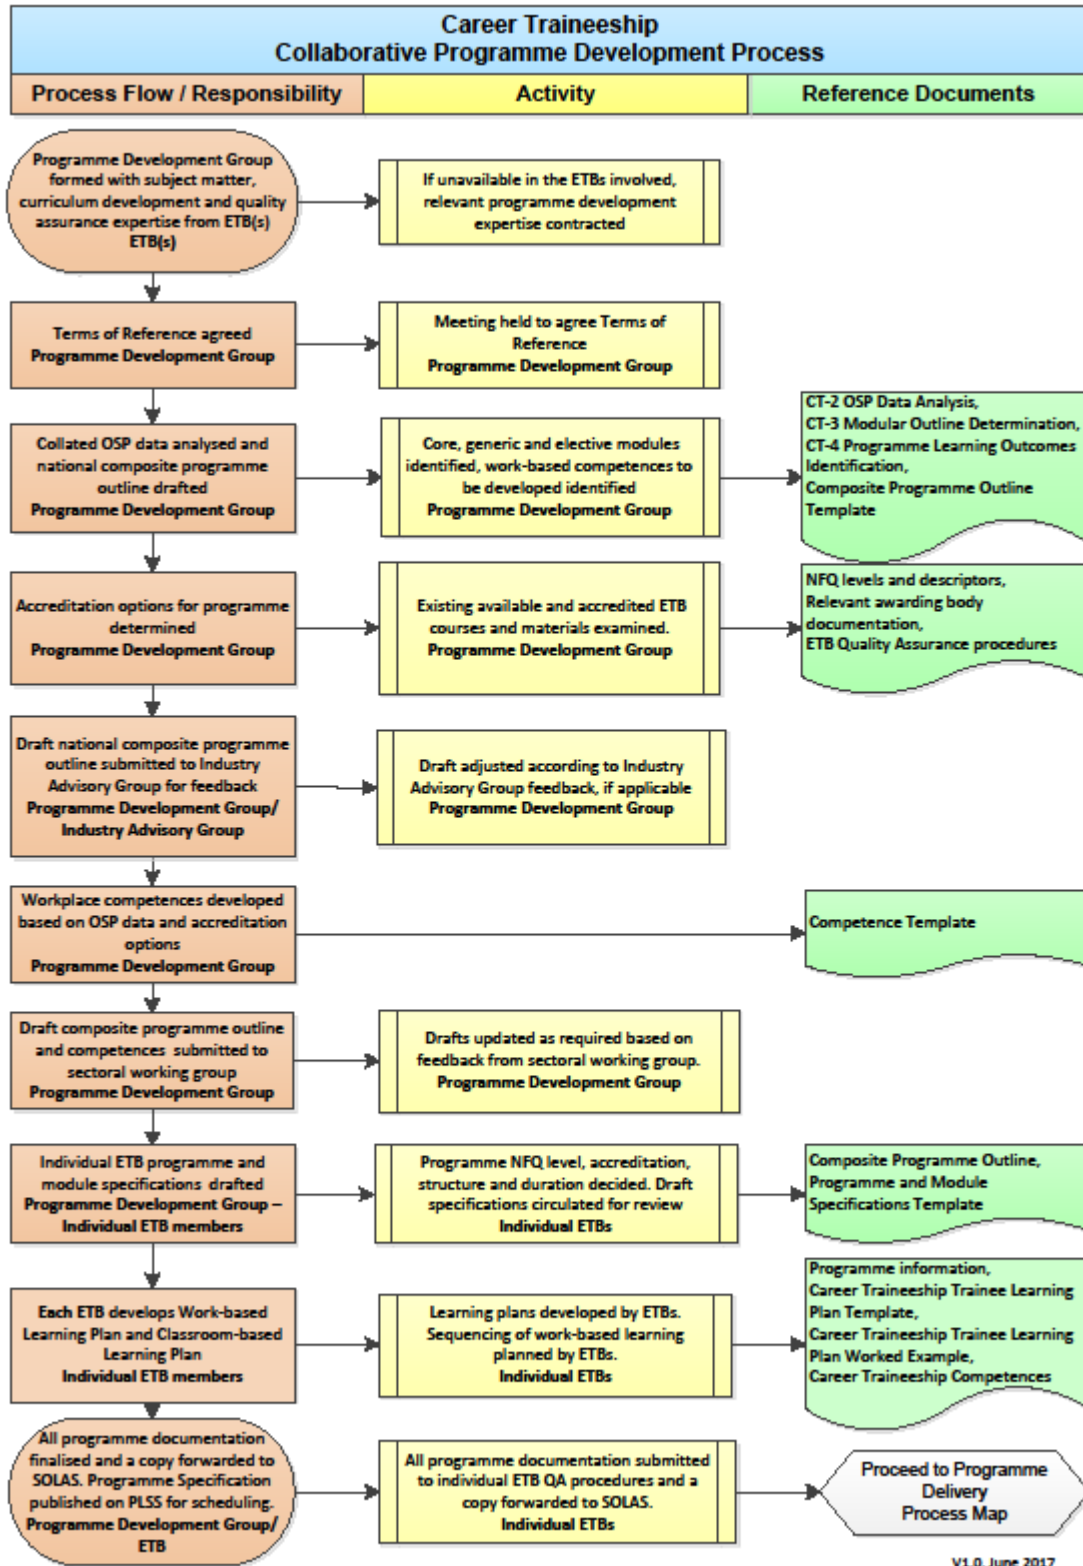 Career Traineeship
Collaborative Programme Development Process
Process Flow / Responsibility
Activity
Reference Documents
Programme Development Group
formed with subject matter,
curriculum development and quality
assurance expertise from ETB(s)
ETB(s)
If unavailable in the ETBs involved,
relevant programme development
expertise contracted
Terms of Reference agreed
Programme Development Group
Meeting held to agree Terms of
Reference
Programme Development Group
Collated OSP data analysed and
national composite programme
outline drafted
Programme Development Group
Core, generic and elective modules
identified, work-based competences to
be developed identified
Programme Development Group
CT-2 OSP Data Analysis,
CT-3 Modular Outline Determination,
CT-4 Programme Learning Outcomes
Identification,
Composite Programme Outline
Template
Accreditation options for programme
determined
Programme Development Group
Existing available and accredited ETB
courses and materials examined.
Programme Development Group
NFQ levels and descriptors,
Relevant awarding body
documentation,
ETB Quality Assurance procedures
Draft national composite programme
outline submitted to Industry
Advisory Group for feedback
Programme Development Group/
Industry Advisory Group
Draft adjusted according to Industry
Advisory Group feedback, if applicable
Programme Development Group
Workplace competences developed
based on OSP data and accreditation
options
Programme Development Group
Competence Template
Draft composite programme outline
and competences submitted to
sectoral working group
Programme Development Group
Drafts updated as required based on
feedback from sectoral working group.
Programme Development Group
Individual ETB programme and
module specifications drafted
Programme Development Group –
Individual ETB members
Programme NFQ level, accreditation,
structure and duration decided. Draft
specifications circulated for review
Individual ETBs
Composite Programme Outline,
Programme and Module
Specifications Template
Each ETB develops Work-based
Learning Plan and Classroom-based
Learning Plan
Individual ETB members
Learning plans developed by ETBs.
Sequencing of work-based learning
planned by ETBs.
Individual ETBs
Programme information,
Career Traineeship Trainee Learning
Plan Template,
Career Traineeship Trainee Learning
Plan Worked Example,
Career Traineeship Competences
All programme documentation
finalised and a copy forwarded to
SOLAS. Programme Specification
published on PLSS for scheduling.
Programme Development Group/
ETB
All programme documentation submitted
to individual ETB QA procedures and a
copy forwarded to SOLAS.
Individual ETBs
Proceed to Programme
Delivery
Process Map
V1.0, June 2017